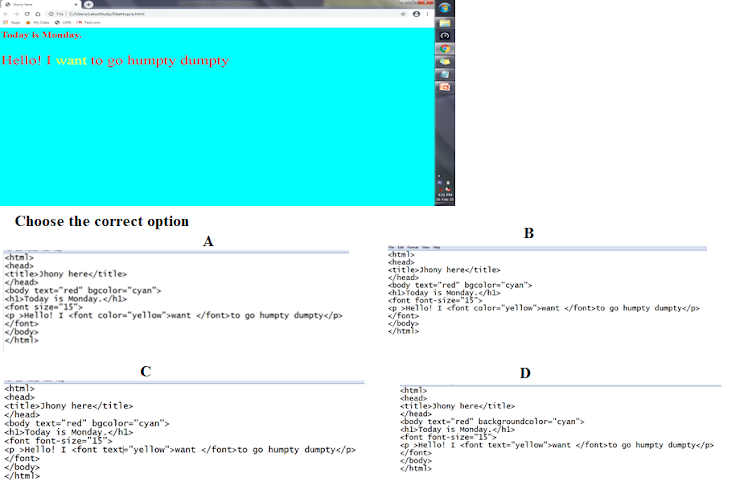 Jhony here
File | C:/Users/LetusStudy/Desktop/a.html
Apps My Class
Today is Monday.
Hello! I want to go humpty dumpty
Choose the correct option
A
<html>
<head>
<title>Jhony here</title>
</head>
<body text="red" bgcolor="cyan">
<h1>Today is Monday.</h1>
<font size="15">
<p >Hello! I <font color="yellow">want </font>to go humpty dumpty</p>
</font>
</body>
</html>
B
File Edit Format View Help
<html>
<head>
<title>Jhony here</title>
</head>
<body text="red" bgcolor="cyan">
<h1>Today is Monday.</h1>
<font font-size="15">
<p >Hello! I <font color="yellow">want </font>to go humpty dumpty</p>
</font>
</body>
</html>
C
<html>
<head>
<title>Jhony here</title>
</head>
<body text="red" bgcolor="cyan">
<h1>Today is Monday.</h1>
<font font-size="15">
<p >Hello! I <font text="yellow">want </font>to go humpty dumpty</p>
</font>
</body>
</html>
D
<html>
<head>
<title>Jhony here</title>
</head>
<body text="red" backgroundcolor="cyan">
<h1>Today is Monday.</h1>
<font font-size="15">
<p >Hello! I <font text="yellow">want </font>to go humpty dumpty</p>
</font>
</body>
</html>